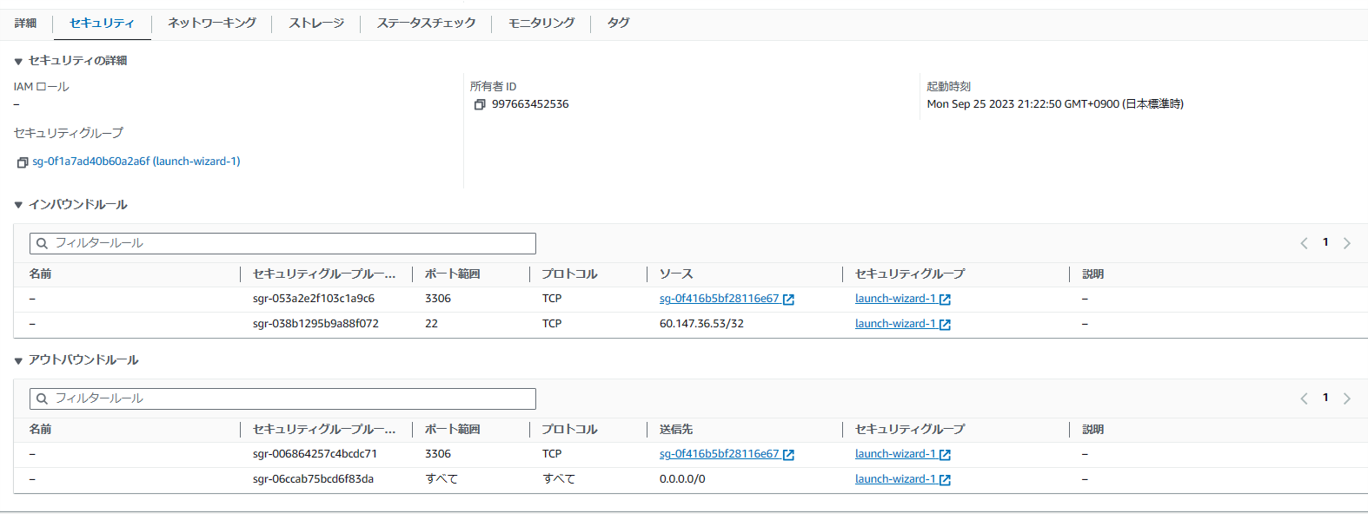 詳細 セキュリティ ネットワーキング ストレージ ステータスチェック モニタリング タグ
▼ セキュリティの詳細
IAM ロール 所有者 ID 起動時刻
– 997663452536 Mon Sep 25 2023 21:22:50 GMT+0900 (日本標準時)
セキュリティグループ
sg-0f1a7ad40b60a2a6f (launch-wizard-1)
▼ インバウンドルール
フィルタールール 1
名前 セキュリティグループルー... ポート範囲 プロトコル ソース セキュリティグループ 説明
– sgr-053a2e2f103c1a9c6 3306 TCP sg-0f416b5bf28116e67 launch-wizard-1 –
– sgr-038b1295b9a88f072 22 TCP 60.147.36.53/32 launch-wizard-1 –
▼ アウトバウンドルール
フィルタールール 1
名前 セキュリティグループルー... ポート範囲 プロトコル 送信先 セキュリティグループ 説明
– sgr-006864257c4bcdc71 3306 TCP sg-0f416b5bf28116e67 launch-wizard-1 –
– sgr-06ccab75bcd6f83da すべて すべて 0.0.0.0/0 launch-wizard-1 –